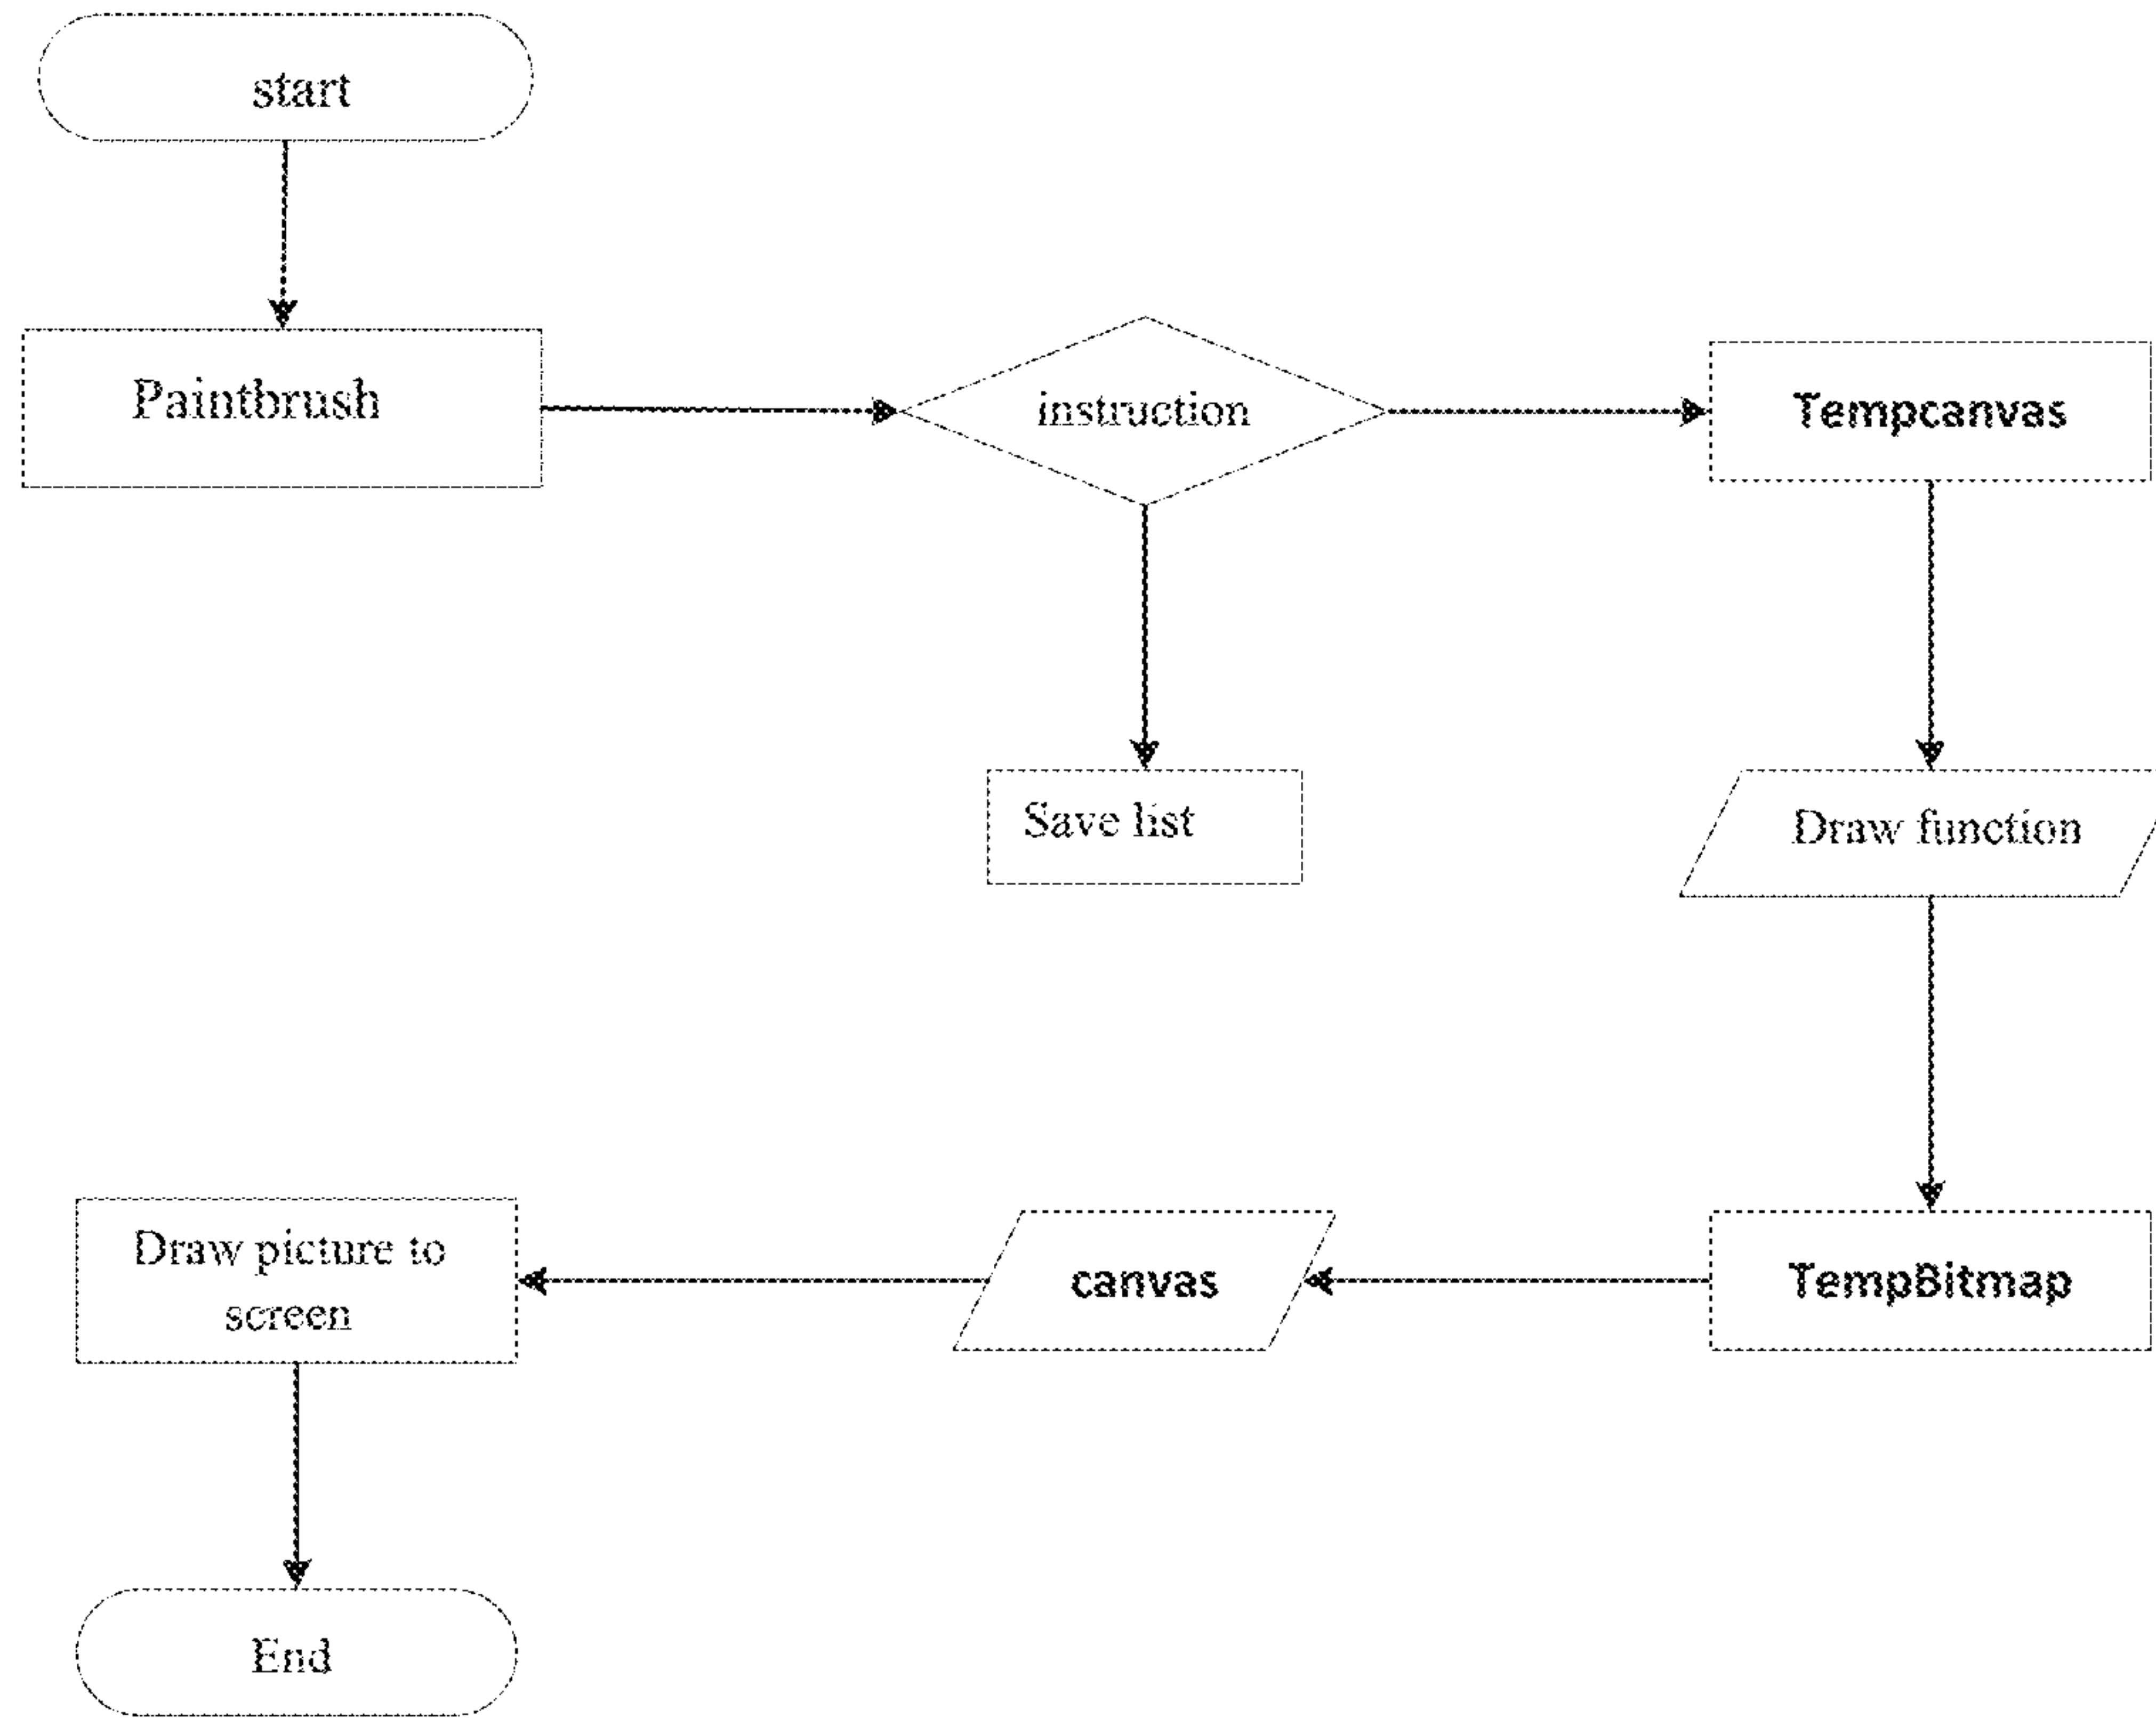 start
Paintbrush
instruction
Tempcanvas
Save list
Draw function
Draw picture to
screen
canvas
TempBitmap
End